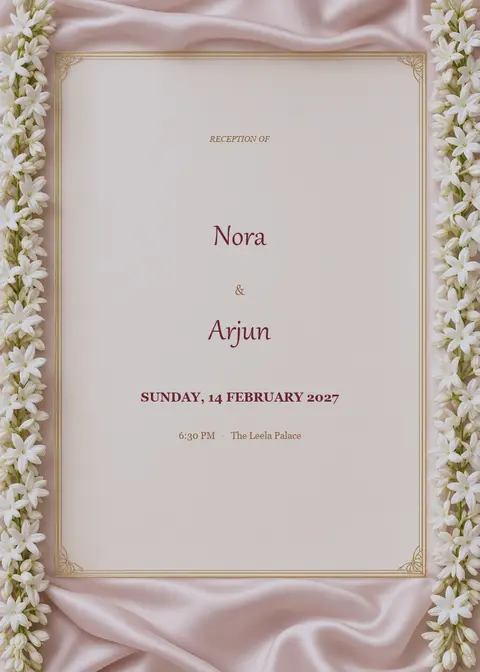 RECEPTION OF
Nora
&
Arjun
SUNDAY, 14 FEBRUARY 2027
6:30 PM · The Leela Palace